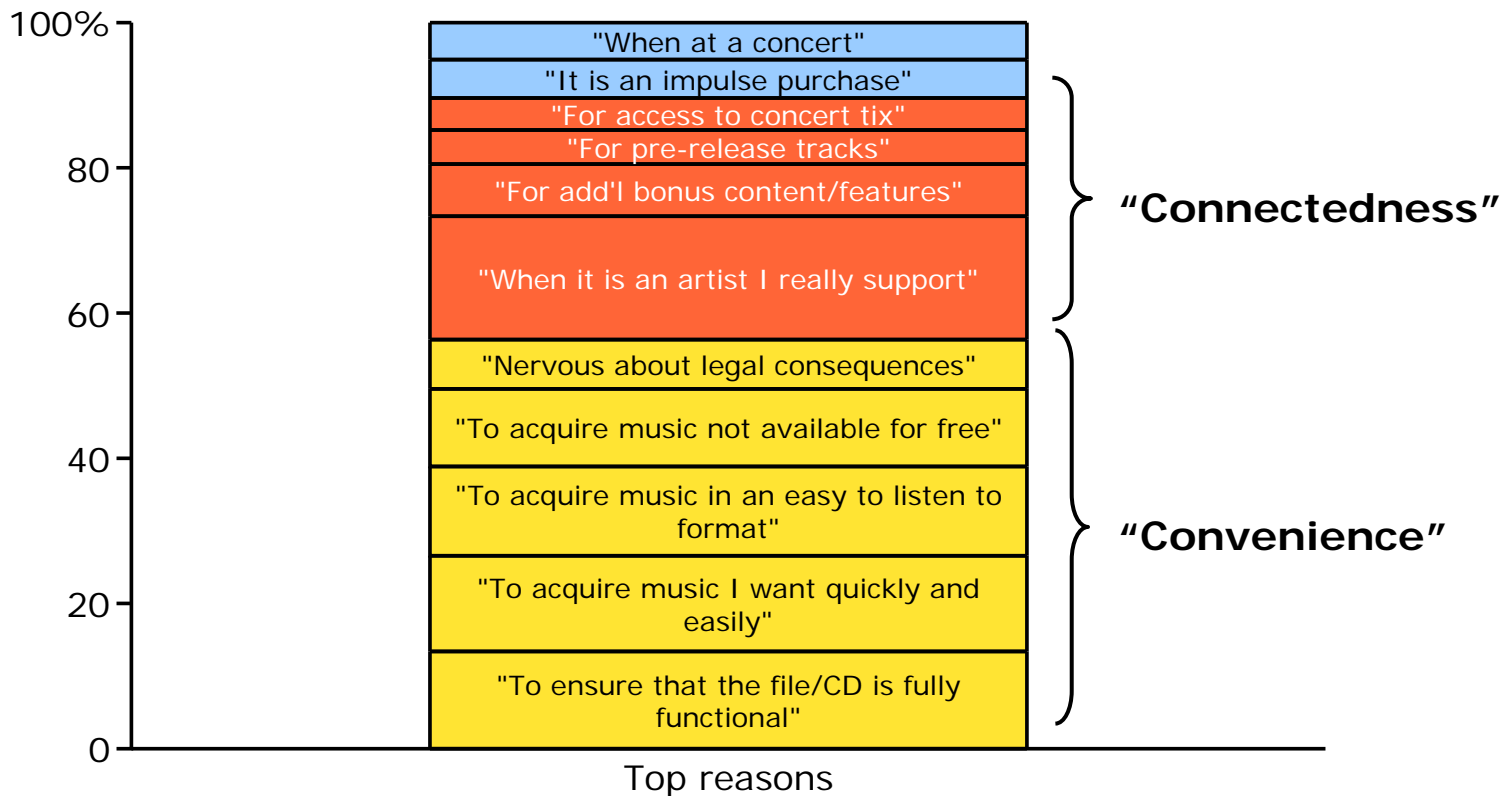 100%
"When at a concert"
"It is an impulse purchase"
"For access to concert tix"
"For pre-release tracks"
80
"For add'l bonus content/features"
“Connectedness”
"When it is an artist I really support"
60
"Nervous about legal consequences"
"To acquire music not available for free"
40
"To acquire music in an easy to listen to
format"
“Convenience”
"To acquire music I want quickly and
easily"
20
"To ensure that the file/CD is fully
functional"
0
Top reasons